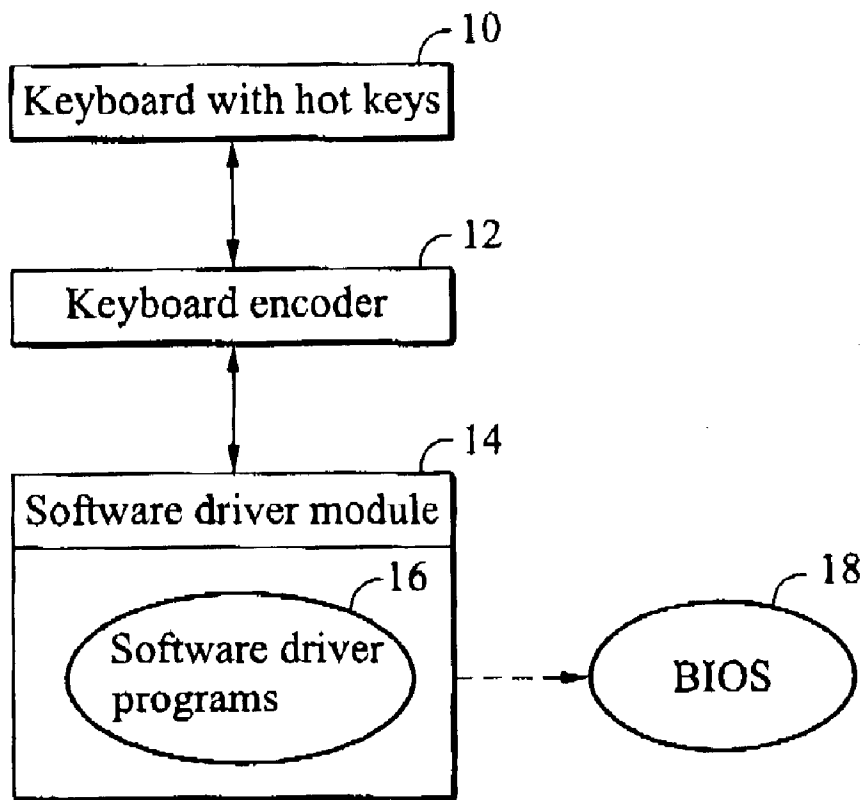 10
Keyboard with hot keys
12
Keyboard encoder
14
Software driver module
16
Software driver
programs
18
BIOS